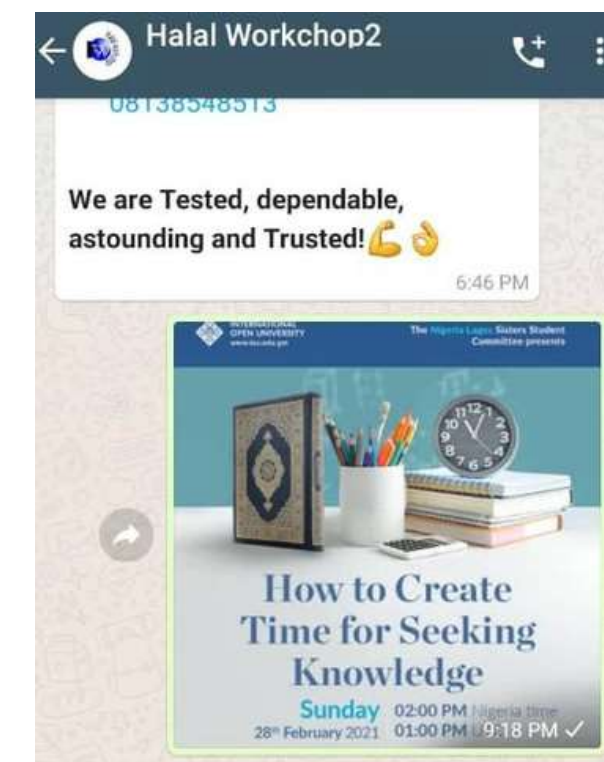 Halal Workchop2
08138548513
We are Tested, dependable,
astounding and Trusted!💪👌
6:46 PM
INTERNATIONAL
OPEN UNIVERSITY
The Nigeria Lagos Sisters Student
Committee presents
How to Create
Time for Seeking
Knowledge
Sunday 02:00 PM Nigeria time
28th February 2021 01:00 PM
9:18 PM